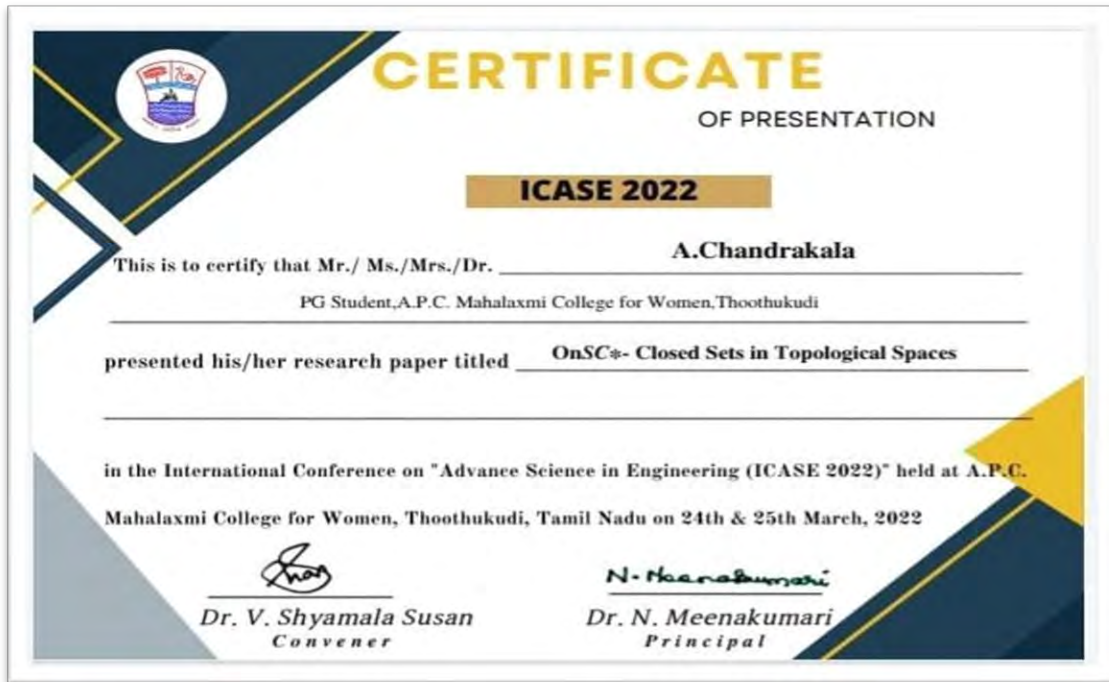 CERTIFICATE
OF PRESENTATION
ICASE 2022
This is to certify that Mr./ Ms./Mrs./Dr. A.Chandrakala
PG Student,A.P.C. Mahalaxmi College for Women,Thoothukudi
presented his/her research paper titled OnSC*- Closed Sets in Topological Spaces
in the International Conference on "Advance Science in Engineering (ICASE 2022)" held at A.P.C.
Mahalaxmi College for Women, Thoothukudi, Tamil Nadu on 24th & 25th March, 2022
N. Meenakumari
Dr. V. Shyamala Susan Dr. N. Meenakumari
Convener Principal